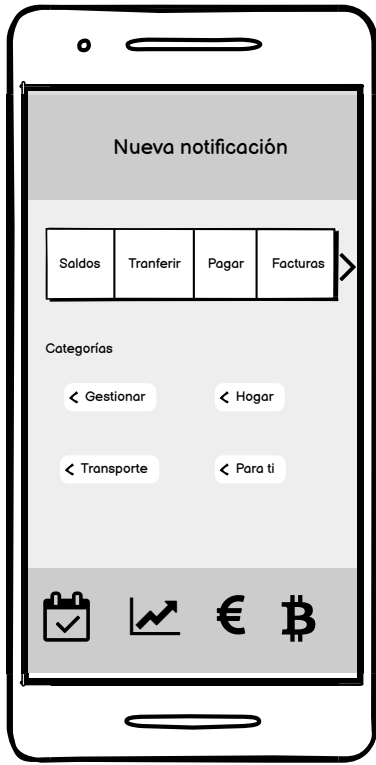 Nueva notificación
Saldos Tranferir Pagar Facturas
Categorías
< Gestionar < Hogar
< Transporte < Para ti
€